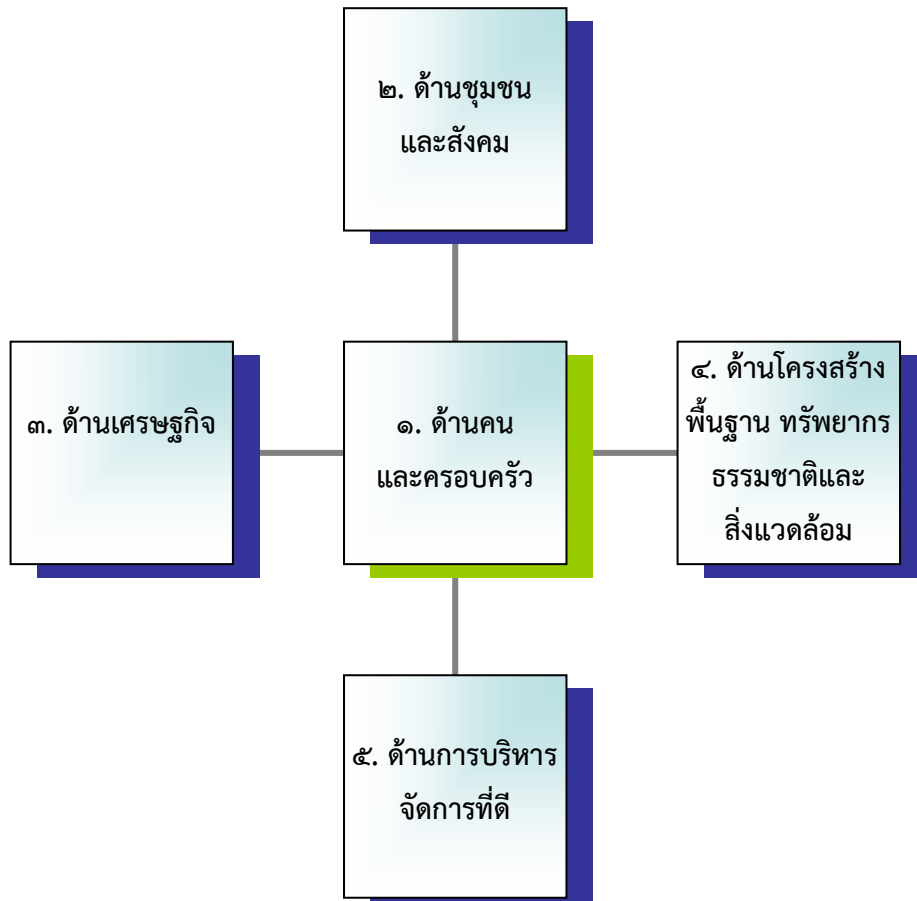 ๒. ด้านชุมชน
และสังคม
๓. ด้านเศรษฐกิจ
๑. ด้านคน
และครอบครัว
๔. ด้านโครงสร้าง
พื้นฐาน ทรัพยากร
ธรรมชาติและ
สิ่งแวดล้อม
๕. ด้านการบริหาร
จัดการที่ดี